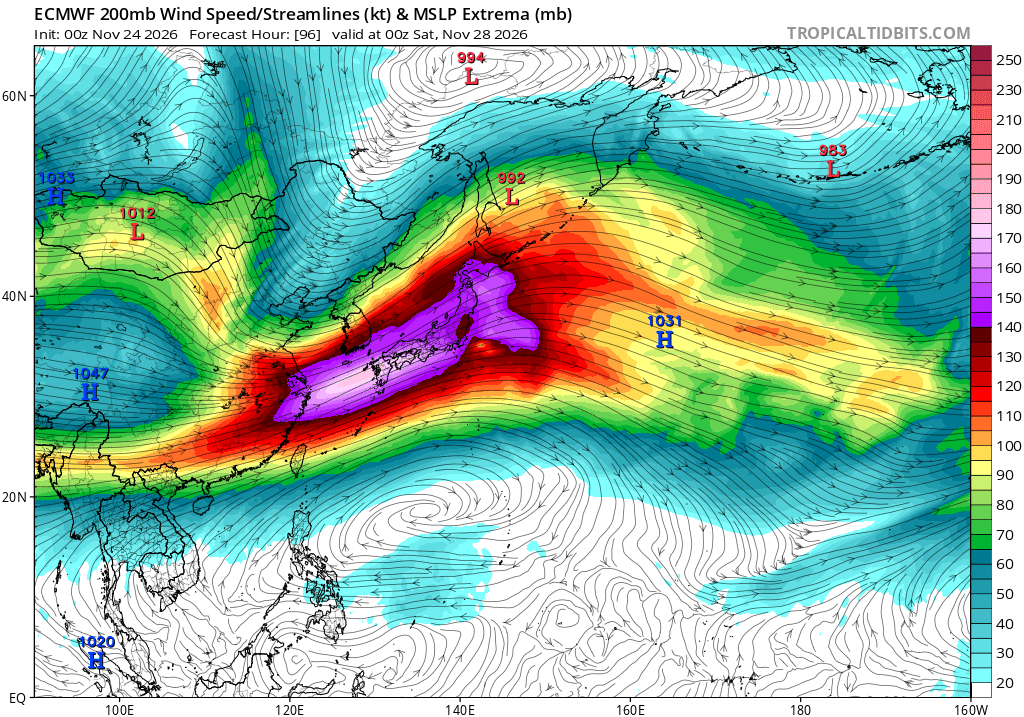 ECMWF 200mb Wind Speed/Streamlines (kt) & MSLP Extrema (mb)
Init: 00z Nov 24 2026 Forecast Hour: [96] valid at 00z Sat, Nov 28 2026
TROPICALTIDBITS.COM
994
L
60N
983
L
1033
H
992
L
1012
L
40N
1031
H
1047
H
20N
1020
H
EQ
100E 120E 140E 160E 180 160W
250
230
210
200
190
180
170
160
150
140
130
120
110
100
90
80
70
60
50
40
30
20